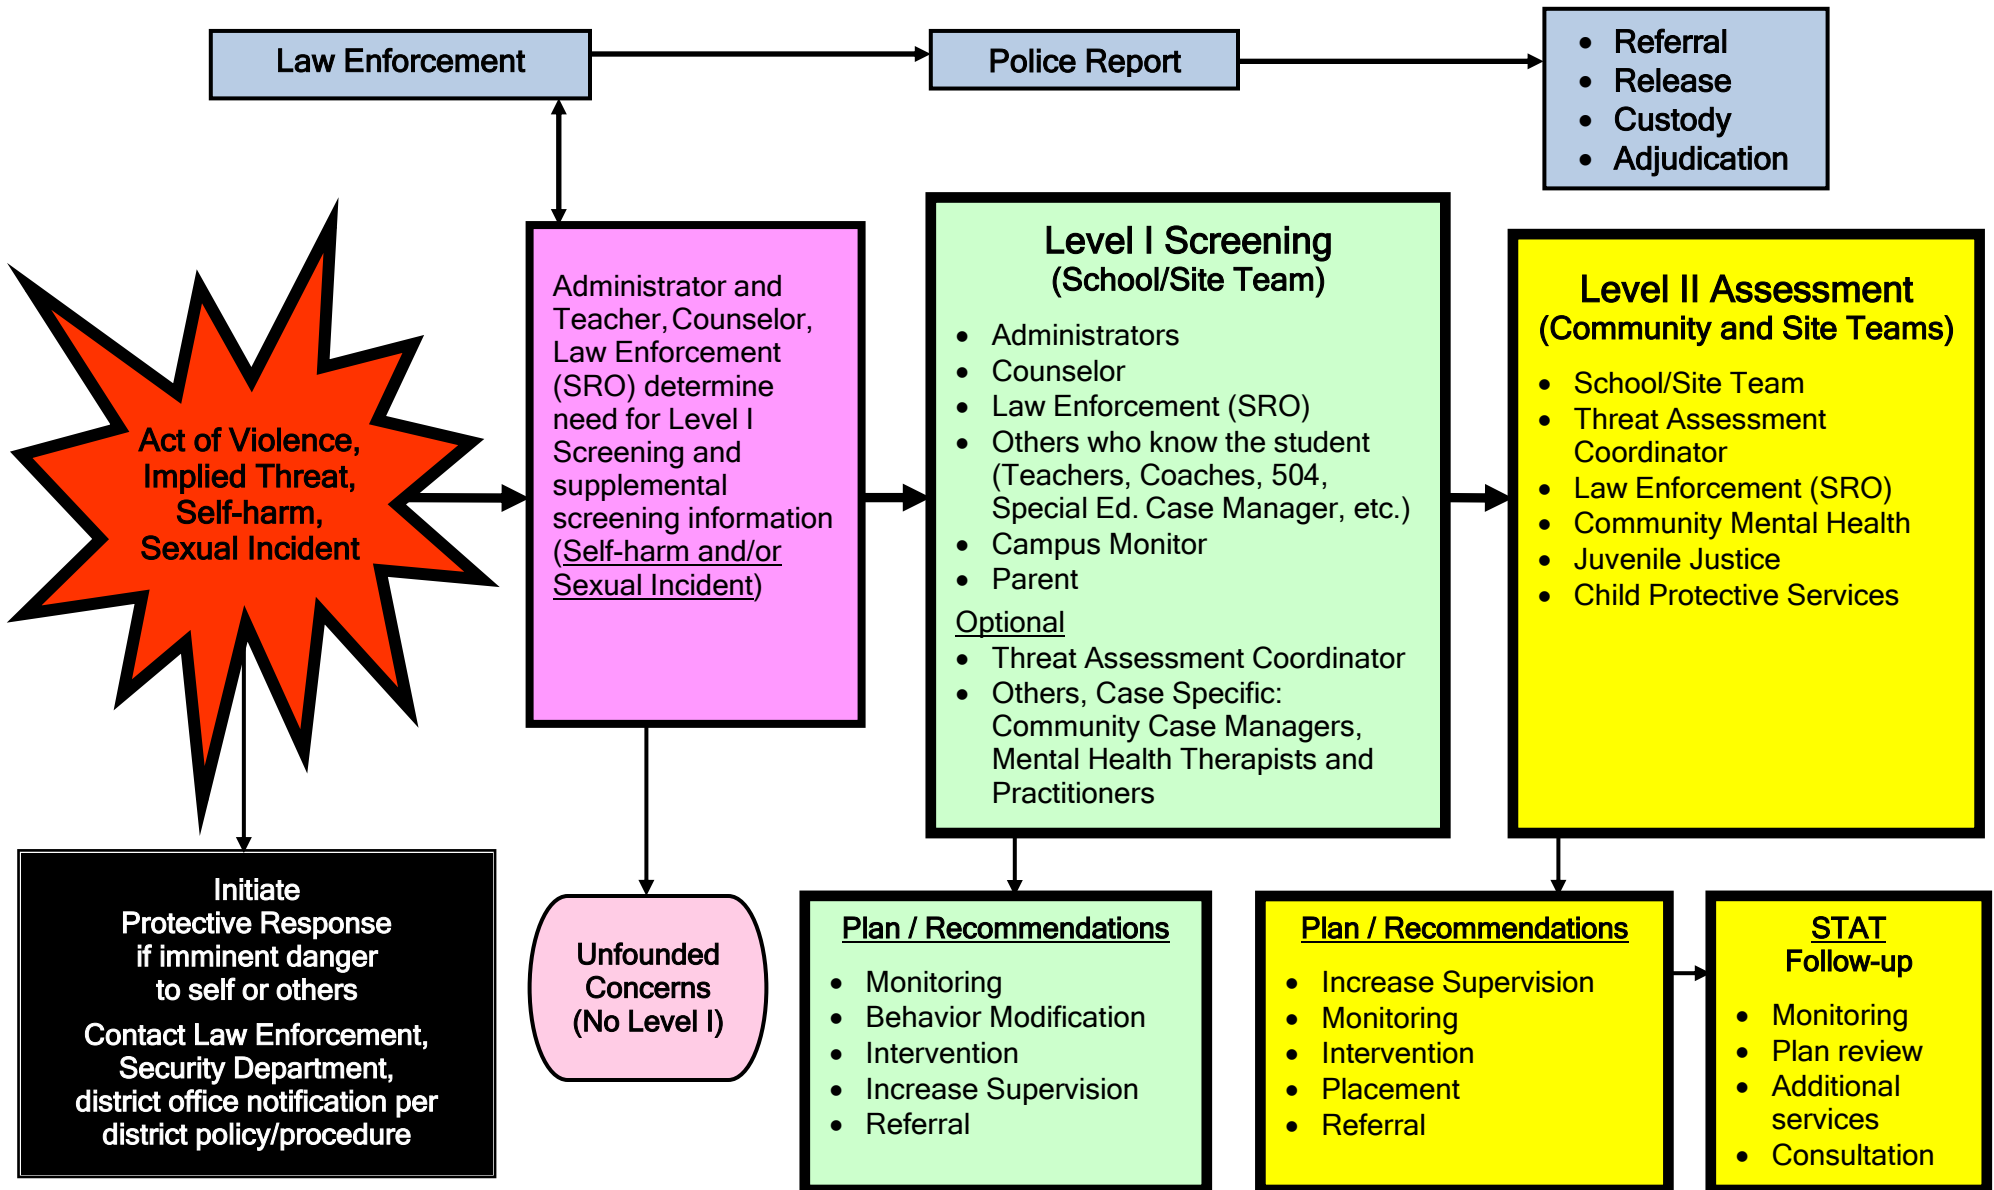 Law Enforcement
Police Report
• Referral
• Release
• Custody
• Adjudication
Act of Violence,
Implied Threat,
Self-harm,
Sexual Incident
Administrator and
Teacher, Counselor,
Law Enforcement
(SRO) determine
need for Level I
Screening and
supplemental
screening information
(Self-harm and/or
Sexual Incident)
Level I Screening
(School/Site Team)
• Administrators
• Counselor
• Law Enforcement (SRO)
• Others who know the student
(Teachers, Coaches, 504,
Special Ed. Case Manager, etc.)
• Campus Monitor
• Parent
Optional
• Threat Assessment Coordinator
• Others, Case Specific:
Community Case Managers,
Mental Health Therapists and
Practitioners
Level II Assessment
(Community and Site Teams)
• School/Site Team
• Threat Assessment
Coordinator
• Law Enforcement (SRO)
• Community Mental Health
• Juvenile Justice
• Child Protective Services
Initiate
Protective Response
if imminent danger
to self or others
Contact Law Enforcement,
Security Department,
district office notification per
district policy/procedure
Unfounded
Concerns
(No Level I)
Plan / Recommendations
• Monitoring
• Behavior Modification
• Intervention
• Increase Supervision
• Referral
Plan / Recommendations
• Increase Supervision
• Monitoring
• Intervention
• Placement
• Referral
STAT
Follow-up
• Monitoring
• Plan review
• Additional
services
• Consultation